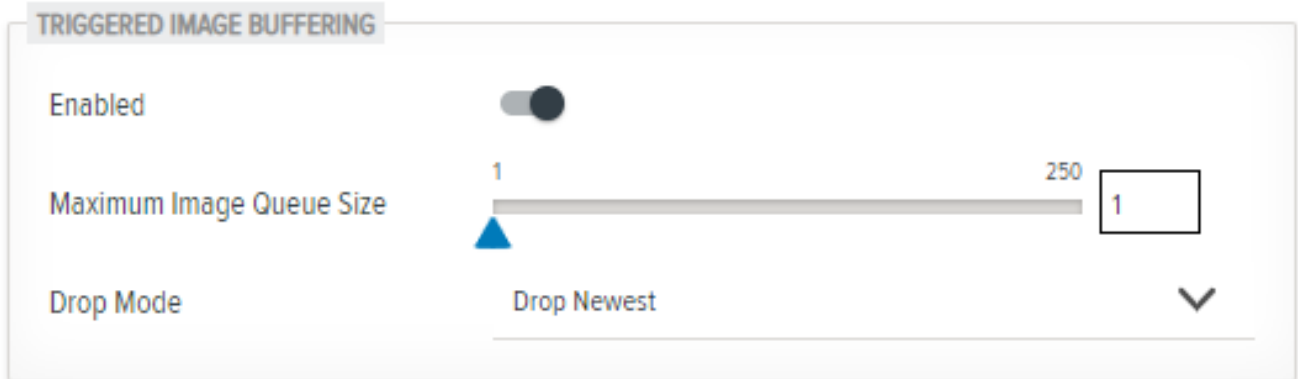 TRIGGERED IMAGE BUFFERING
Enabled
1 250
Maximum Image Queue Size 1
Drop Mode Drop Newest